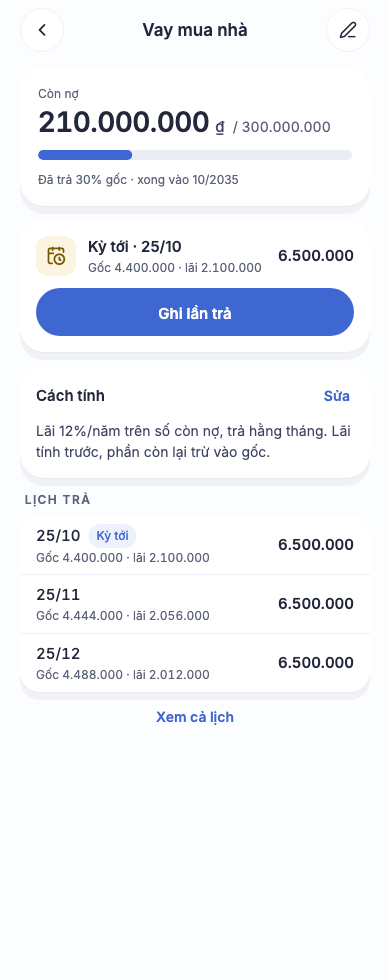 Vay mua nhà
Còn nợ
210.000.000 ₫ / 300.000.000
Đã trả 30% gốc · xong vào 10/2035
Kỳ tới · 25/10
Gốc 4.400.000 · lãi 2.100.000
6.500.000
Ghi lần trả
Cách tính
Sửa
Lãi 12%/năm trên số còn nợ, trả hằng tháng. Lãi
tính trước, phần còn lại trừ vào gốc.
LỊCH TRẢ
25/10 Kỳ tới
Gốc 4.400.000 · lãi 2.100.000
6.500.000
25/11
Gốc 4.444.000 · lãi 2.056.000
6.500.000
25/12
Gốc 4.488.000 · lãi 2.012.000
6.500.000
Xem cả lịch